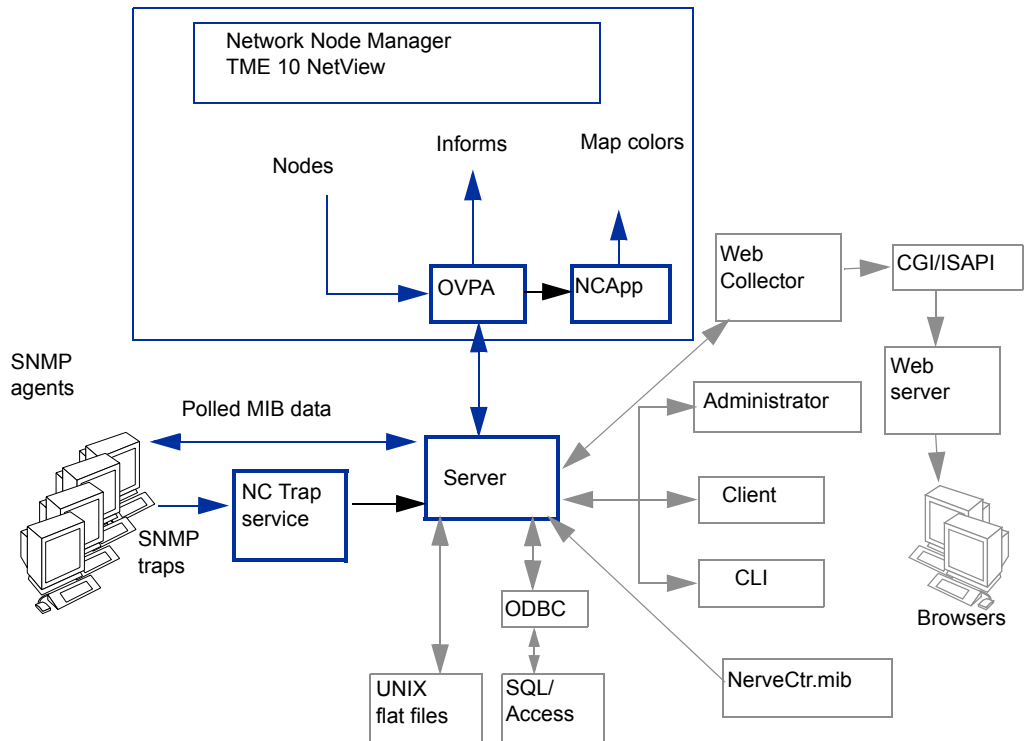 Network Node Manager
TME 10 NetView
Informs
Map colors
Nodes
OVPA
NCApp
Web
Collector
CGI/ISAPI
SNMP
agents
Web
server
Polled MIB data
Administrator
Server
NC Trap
service
Client
SNMP
traps
CLI
ODBC
Browsers
UNIX
flat files
SQL/
Access
NerveCtr.mib